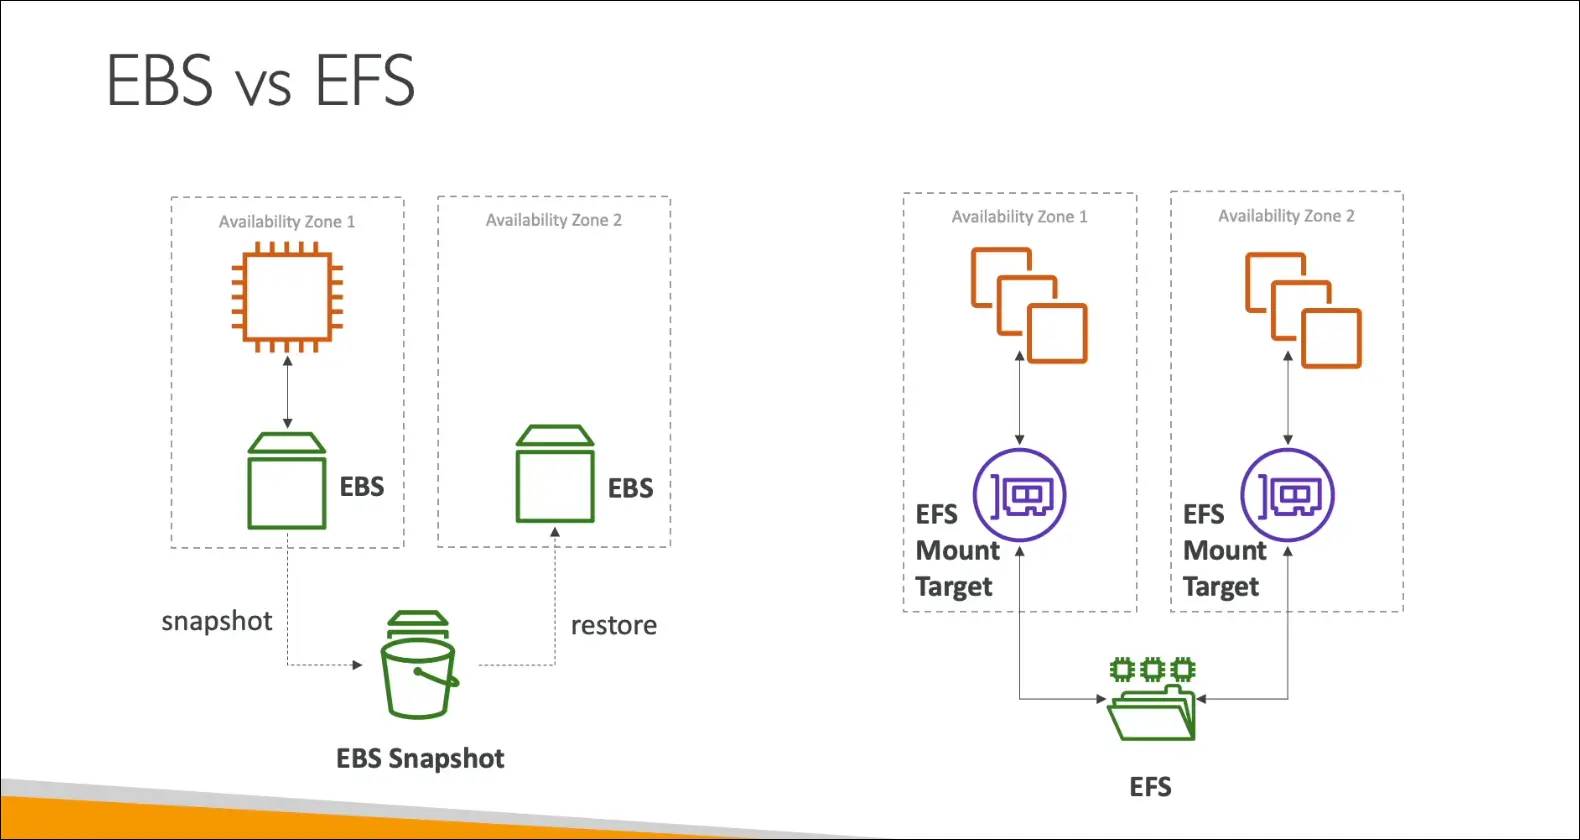 EBS vs EFS
Availability Zone 1
Availability Zone 2
EBS
EBS
snapshot
restore
EBS Snapshot
Availability Zone 1
Availability Zone 2
EFS
Mount
Target
EFS
Mount
Target
EFS